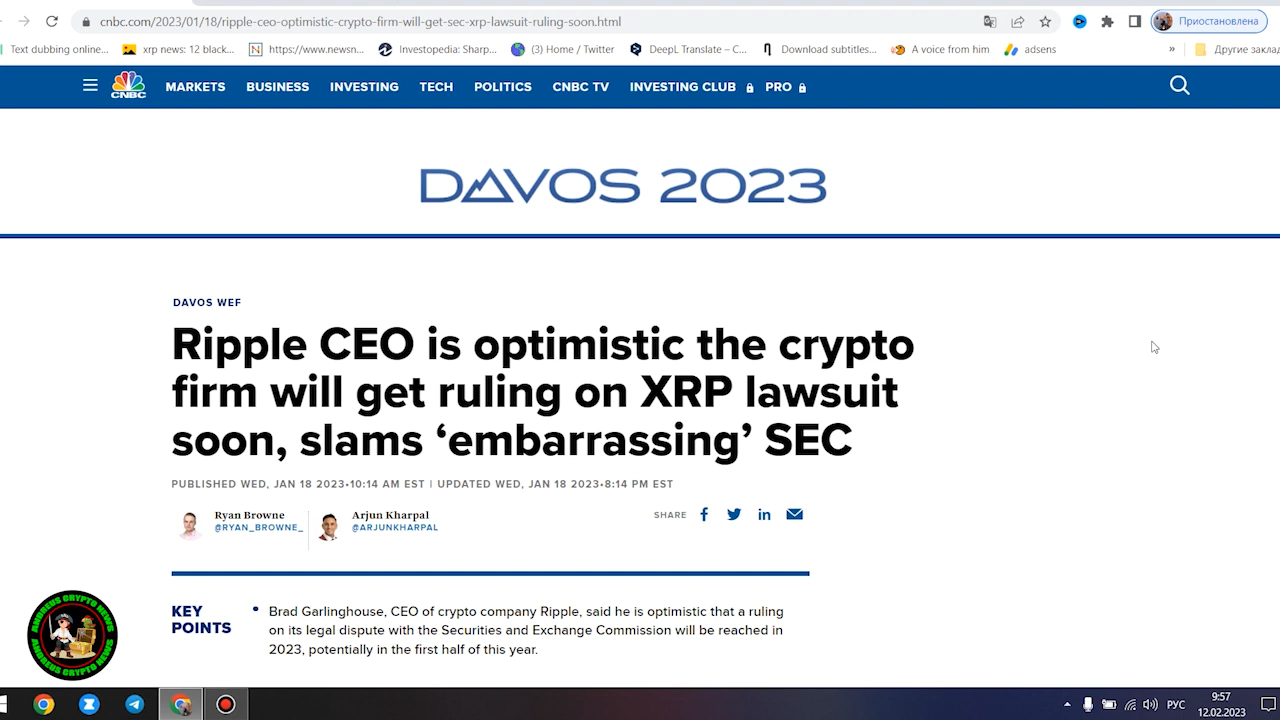 cnbc.com/2023/01/18/ripple-ceo-optimistic-crypto-firm-will-get-sec-xrp-lawsuit-ruling-soon.html
Приостановлена
Text dubbing online...
xrp news: 12 black...
https://www.newsn...
Investopedia: Sharp...
(3) Home / Twitter
DeepL Translate – C...
Download subtitles...
A voice from him
adsens
»
Другие заклад
CNBC
MARKETS
BUSINESS
INVESTING
TECH
POLITICS
CNBC TV
INVESTING CLUB
PRO
DAVOS 2023
DAVOS WEF
Ripple CEO is optimistic the crypto
firm will get ruling on XRP lawsuit
soon, slams ‘embarrassing’ SEC
PUBLISHED WED, JAN 18 2023•10:14 AM EST | UPDATED WED, JAN 18 2023•8:14 PM EST
Ryan Browne
@RYAN_BROWNE_
Arjun Kharpal
@ARJUNKHARPAL
SHARE
KEY
POINTS
• Brad Garlinghouse, CEO of crypto company Ripple, said he is optimistic that a ruling
on its legal dispute with the Securities and Exchange Commission will be reached in
2023, potentially in the first half of this year.
ANDREUS CRYPTO NEWS
ANDREUS CRYPTO NEWS
РУС
9:57
12.02.2023